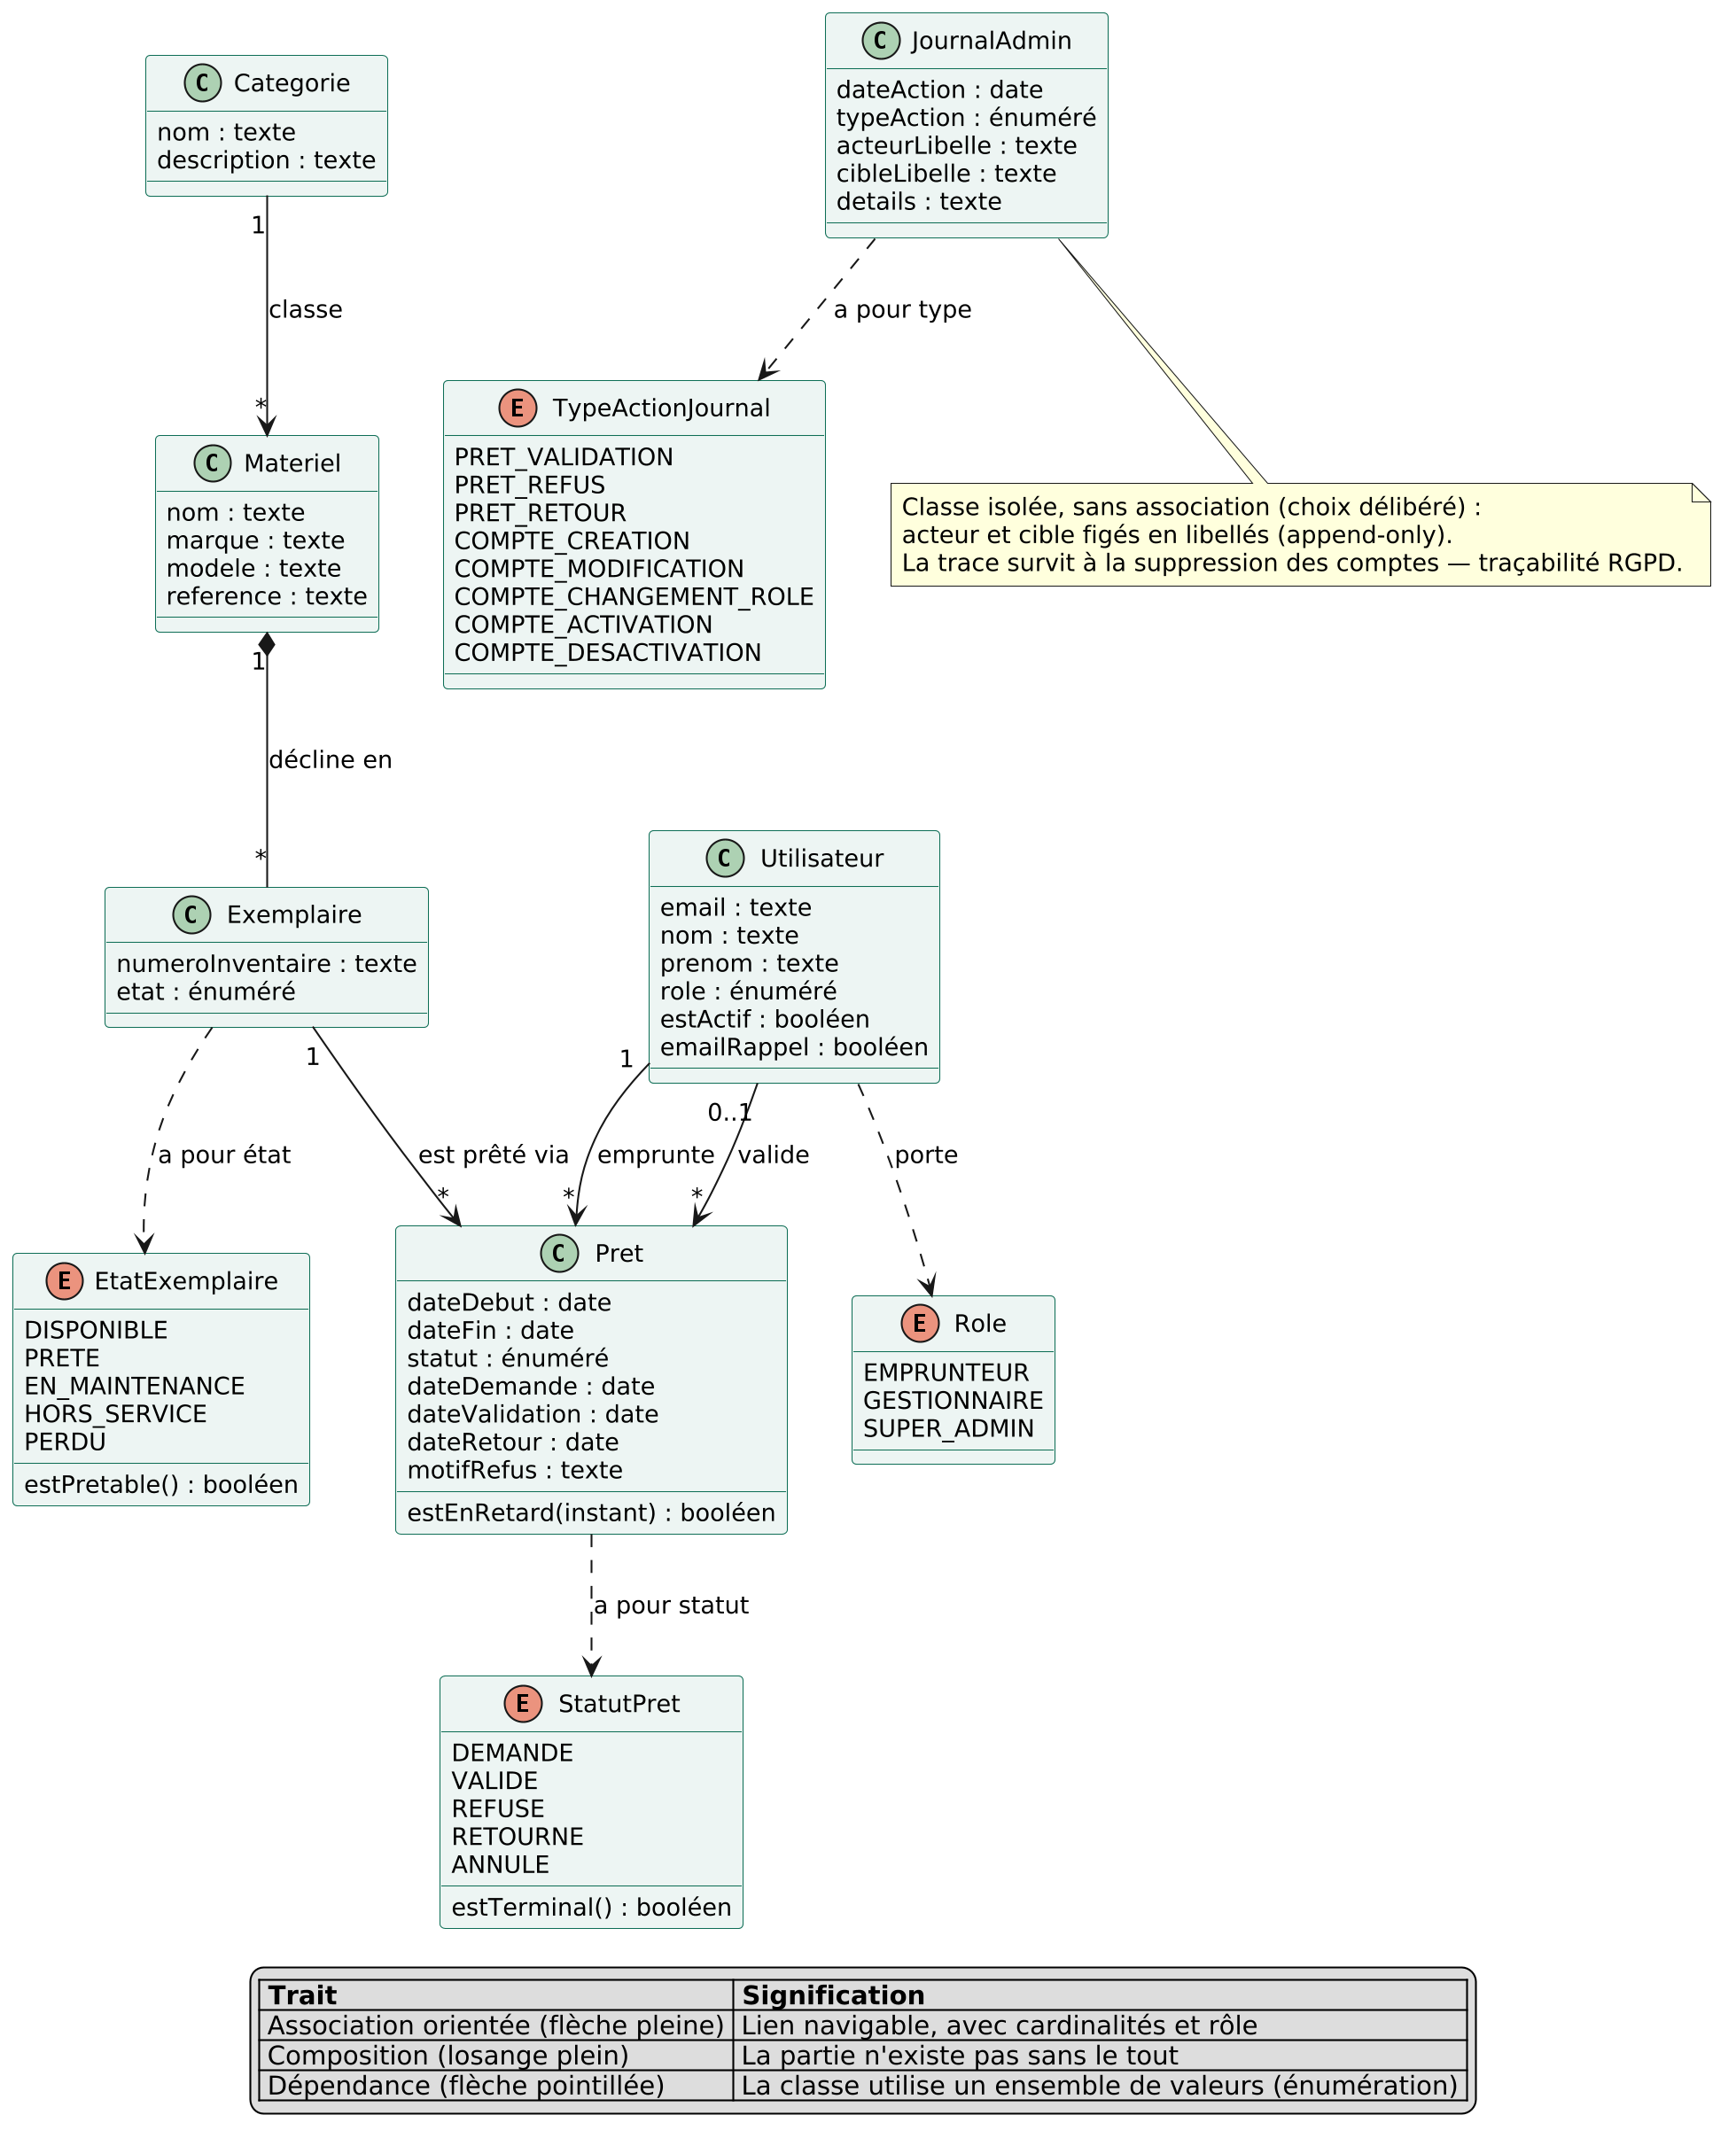 C Categorie
nom : texte
description : texte
C JournalAdmin
dateAction : date
typeAction : énuméré
acteurLibelle : texte
cibleLibelle : texte
details : texte
1
classe
*
a pour type
C Materiel
nom : texte
marque : texte
modele : texte
reference : texte
E TypeActionJournal
PRET_VALIDATION
PRET_REFUS
PRET_RETOUR
COMPTE_CREATION
COMPTE_MODIFICATION
COMPTE_CHANGEMENT_ROLE
COMPTE_ACTIVATION
COMPTE_DESACTIVATION
Classe isolée, sans association (choix délibéré) :
acteur et cible figés en libellés (append-only).
La trace survit à la suppression des comptes — traçabilité RGPD.
1
décline en
*
C Exemplaire
numeroInventaire : texte
etat : énuméré
C Utilisateur
email : texte
nom : texte
prenom : texte
role : énuméré
estActif : booléen
emailRappel : booléen
1
1
0..1
a pour état
est prêté via
emprunte
valide
porte
*
*
*
E EtatExemplaire
DISPONIBLE
PRETE
EN_MAINTENANCE
HORS_SERVICE
PERDU
estPretable() : booléen
C Pret
dateDebut : date
dateFin : date
statut : énuméré
dateDemande : date
dateValidation : date
dateRetour : date
motifRefus : texte
estEnRetard(instant) : booléen
E Role
EMPRUNTEUR
GESTIONNAIRE
SUPER_ADMIN
a pour statut
E StatutPret
DEMANDE
VALIDE
REFUSE
RETOURNE
ANNULE
estTerminal() : booléen
Trait Signification
Association orientée (flèche pleine) Lien navigable, avec cardinalités et rôle
Composition (losange plein) La partie n'existe pas sans le tout
Dépendance (flèche pointillée) La classe utilise un ensemble de valeurs (énumération)